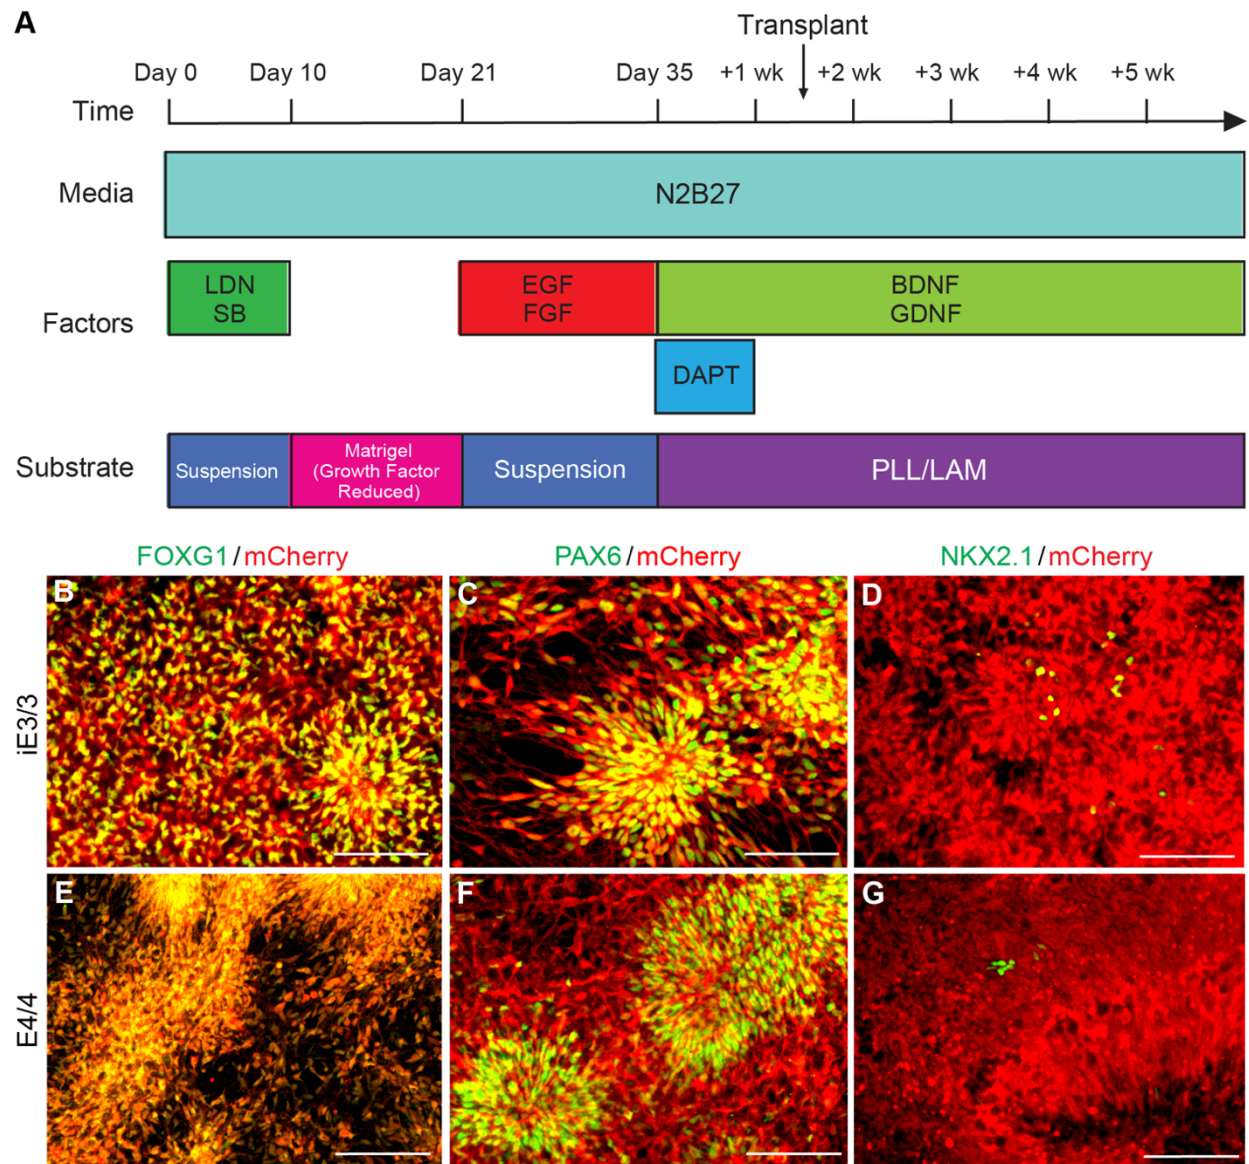 A
Transplant
Day 0 Day 10 Day 21 Day 35 +1 wk +2 wk +3 wk +4 wk +5 wk
Time
Media N2B27
Factors
LDN
SB
EGF
FGF
BDNF
GDNF
DAPT
Substrate
Suspension
Matrigel
(Growth Factor
Reduced)
Suspension
PLL/LAM
FOXG1/mCherry PAX6/mCherry NKX2.1/mCherry
iE3/3
B C D
E4/4
E F G